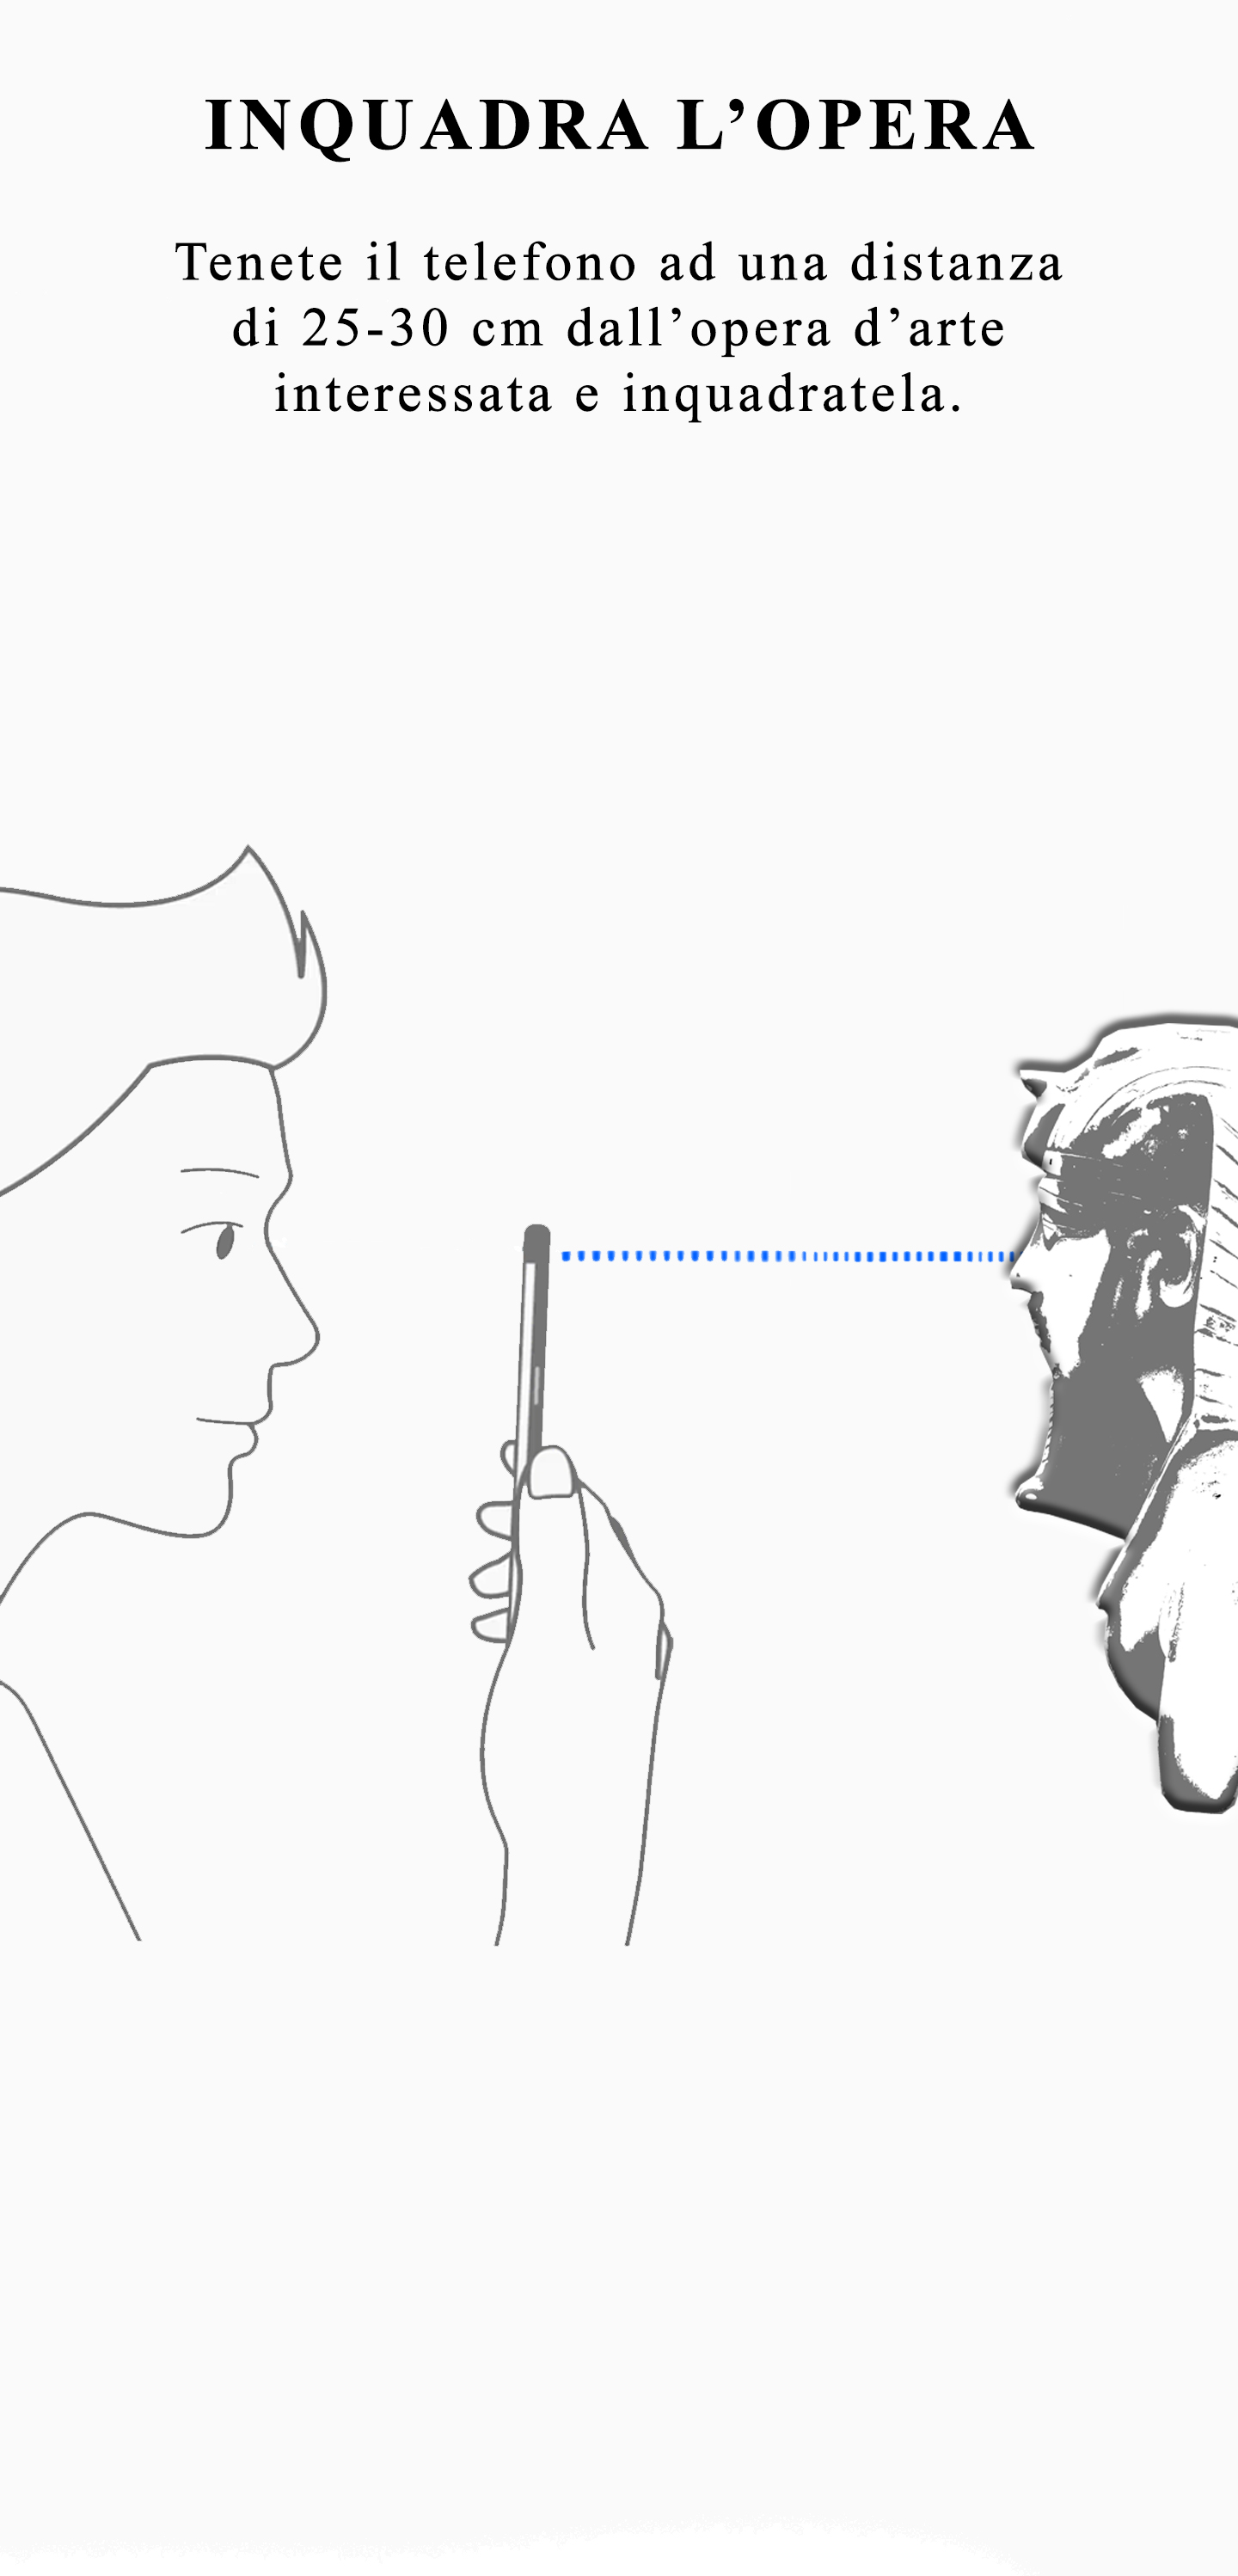 INQUADRA L’OPERA
Tenete il telefono ad una distanza
di 25-30 cm dall’opera d’arte
interessata e inquadratela.